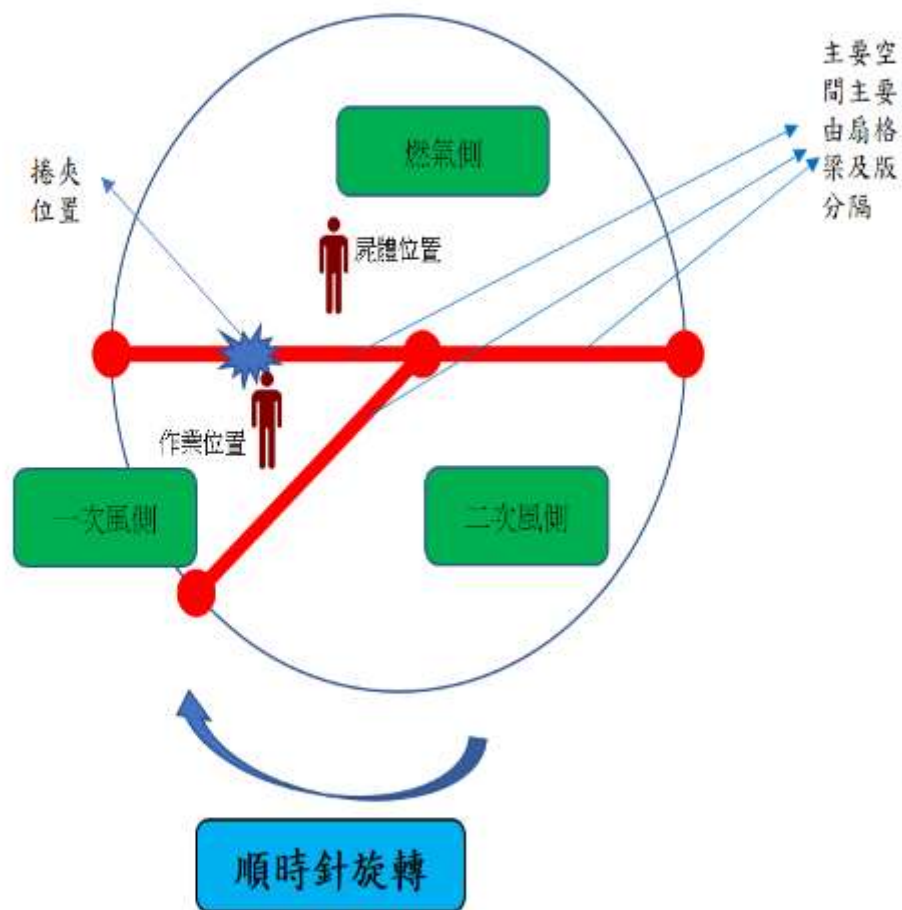 主要空
間主要
由扇格
梁及版
分隔
燃氣側
捲夾
位置
屍體位置
作業位置
一次風側
二次風側
順時針旋轉